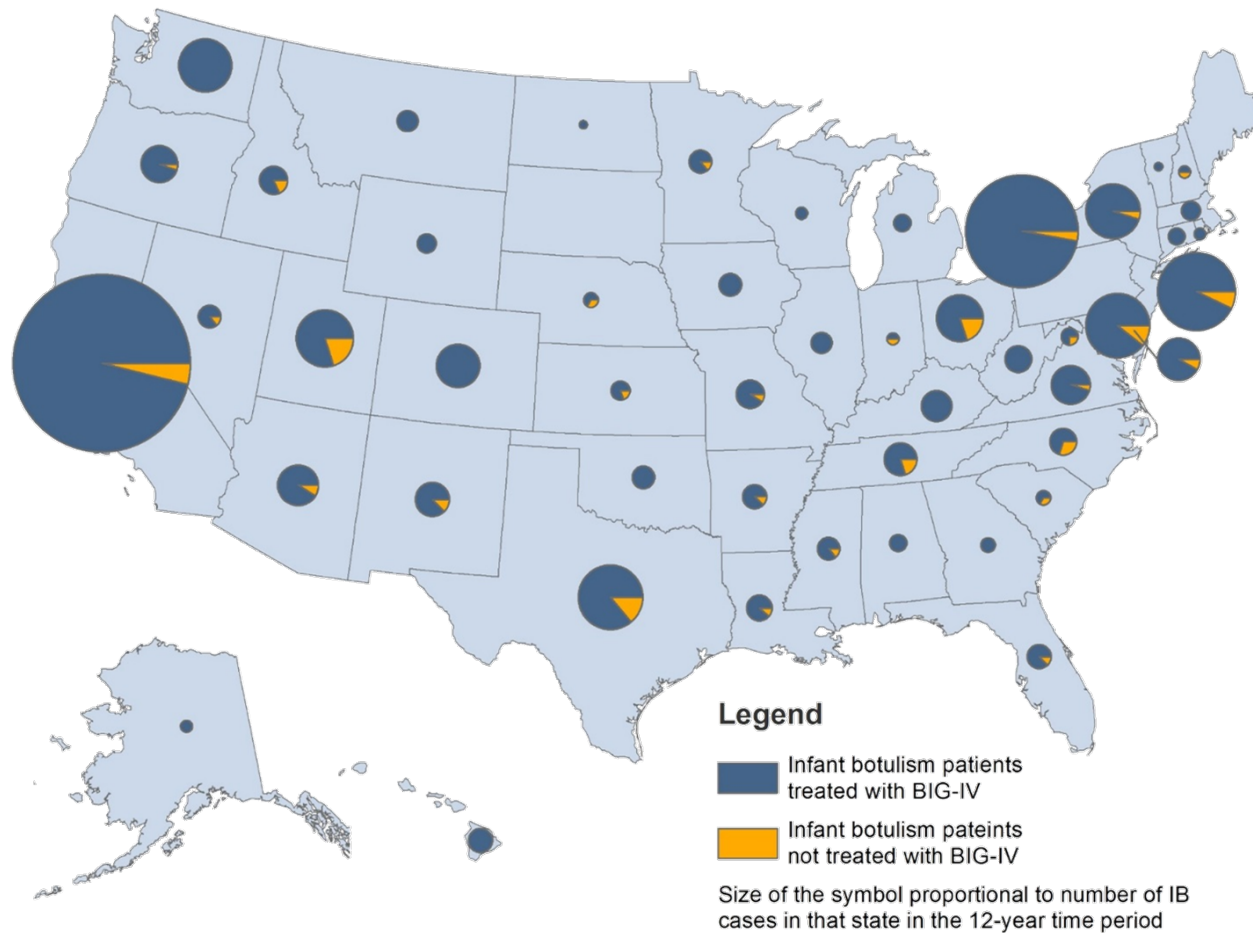 Legend
Infant botulism patients
treated with BIG-IV
Infant botulism pateints
not treated with BIG-IV
Size of the symbol proportional to number of IB
cases in that state in the 12-year time period